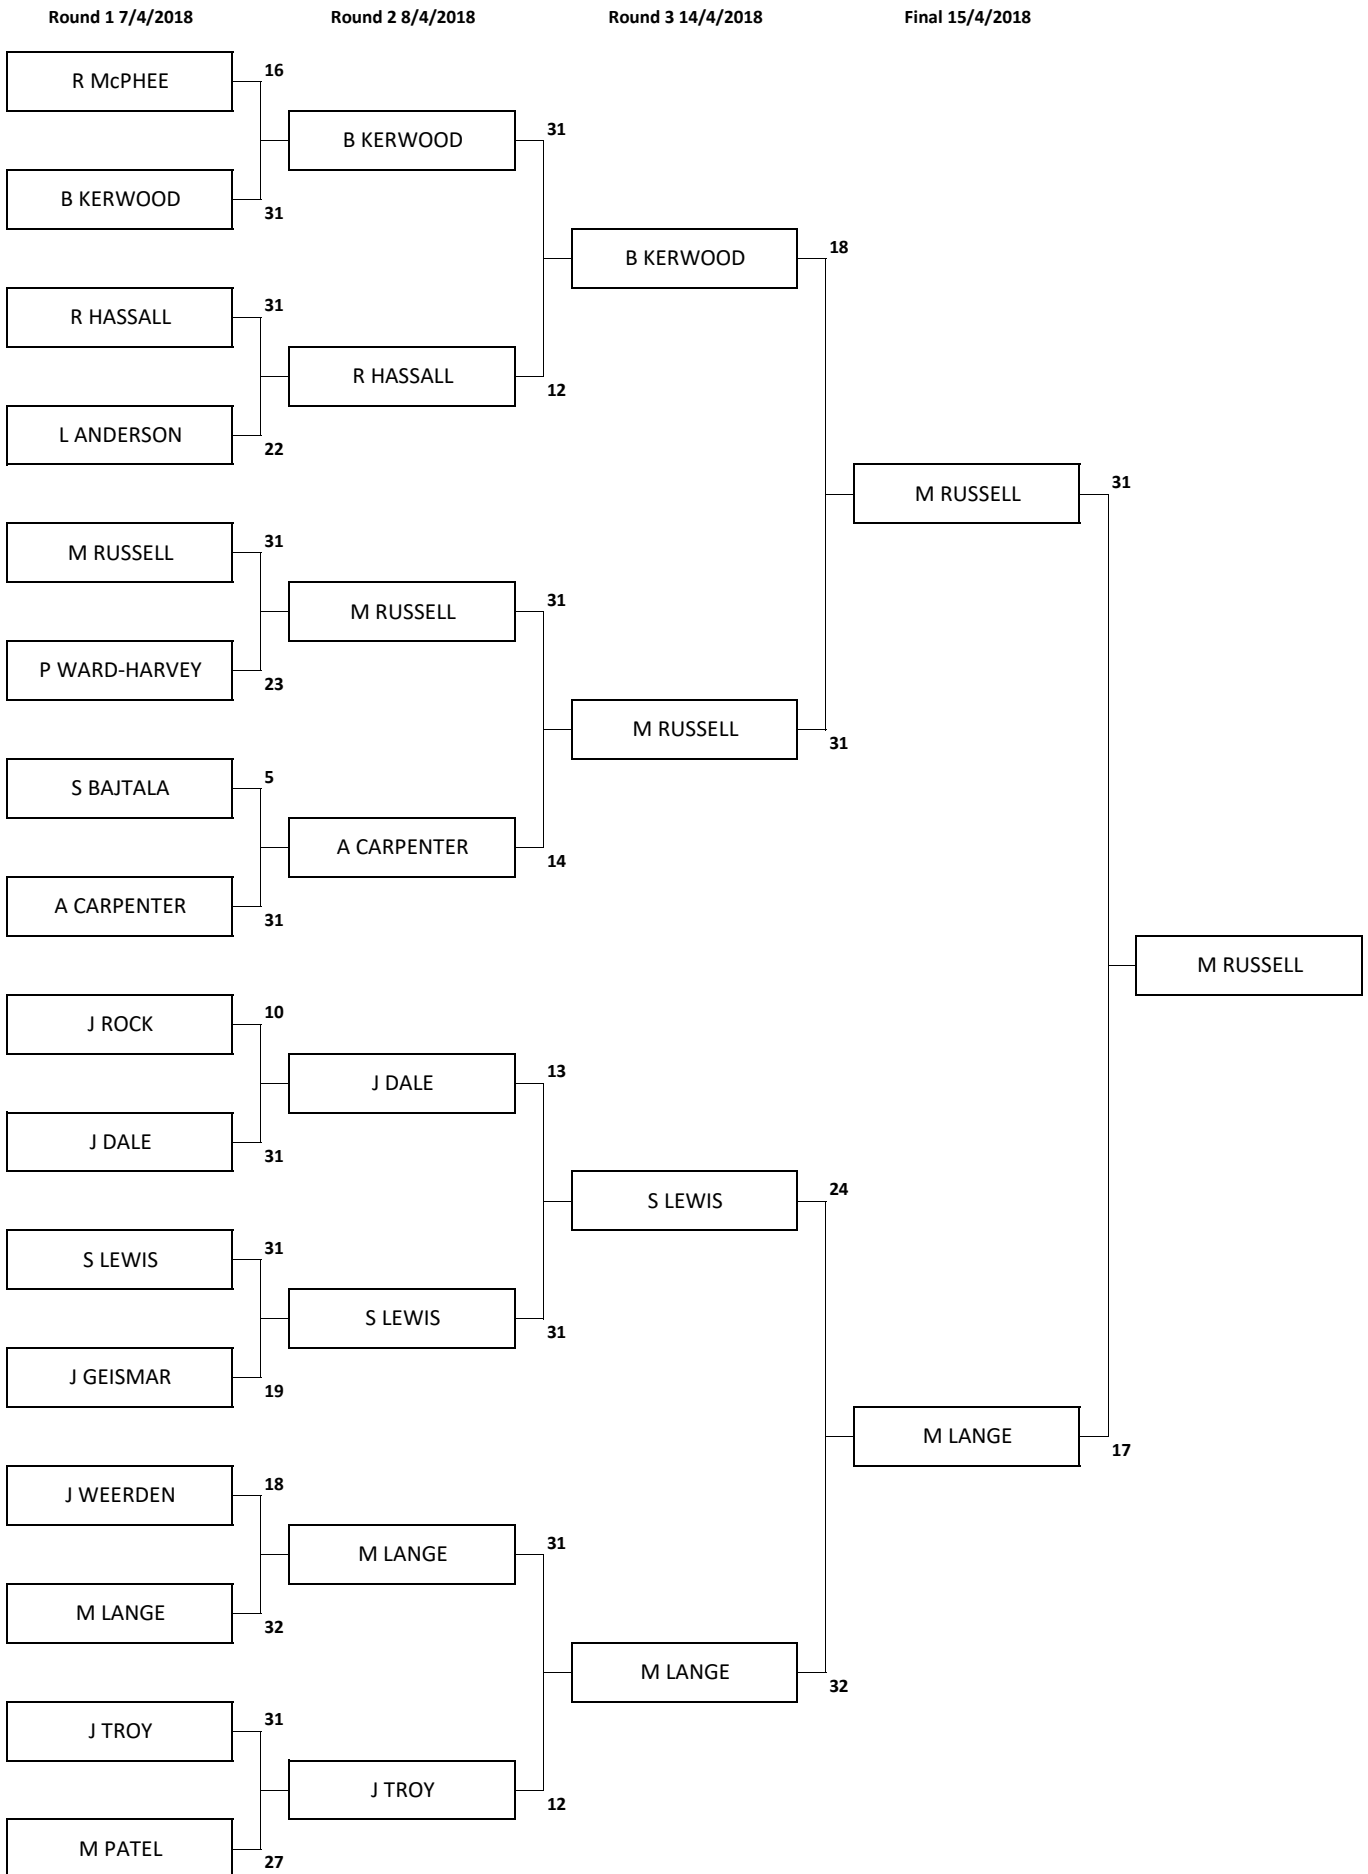 Round 1 7/4/2018 Round 2 8/4/2018 Round 3 14/4/2018 Final 15/4/2018
R McPHEE 16
B KERWOOD 31
B KERWOOD 31
B KERWOOD 18
R HASSALL 31
R HASSALL 12
L ANDERSON 22
M RUSSELL 31
M RUSSELL 31
M RUSSELL 31
P WARD-HARVEY 23
M RUSSELL 31
S BAJTALA 5
A CARPENTER 14
A CARPENTER 31
M RUSSELL
J ROCK 10
J DALE 13
J DALE 31
S LEWIS 24
S LEWIS 31
S LEWIS 31
J GEISMAR 19
M LANGE 17
J WEERDEN 18
M LANGE 31
M LANGE 32
M LANGE 32
J TROY 31
J TROY 12
M PATEL 27